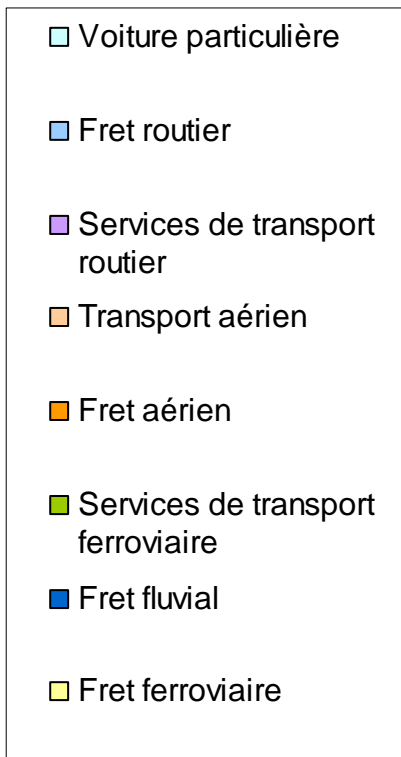 Voiture particulière
Fret routier
Services de transport
routier
Transport aérien
Fret aérien
Services de transport
ferroviaire
Fret fluvial
Fret ferroviaire